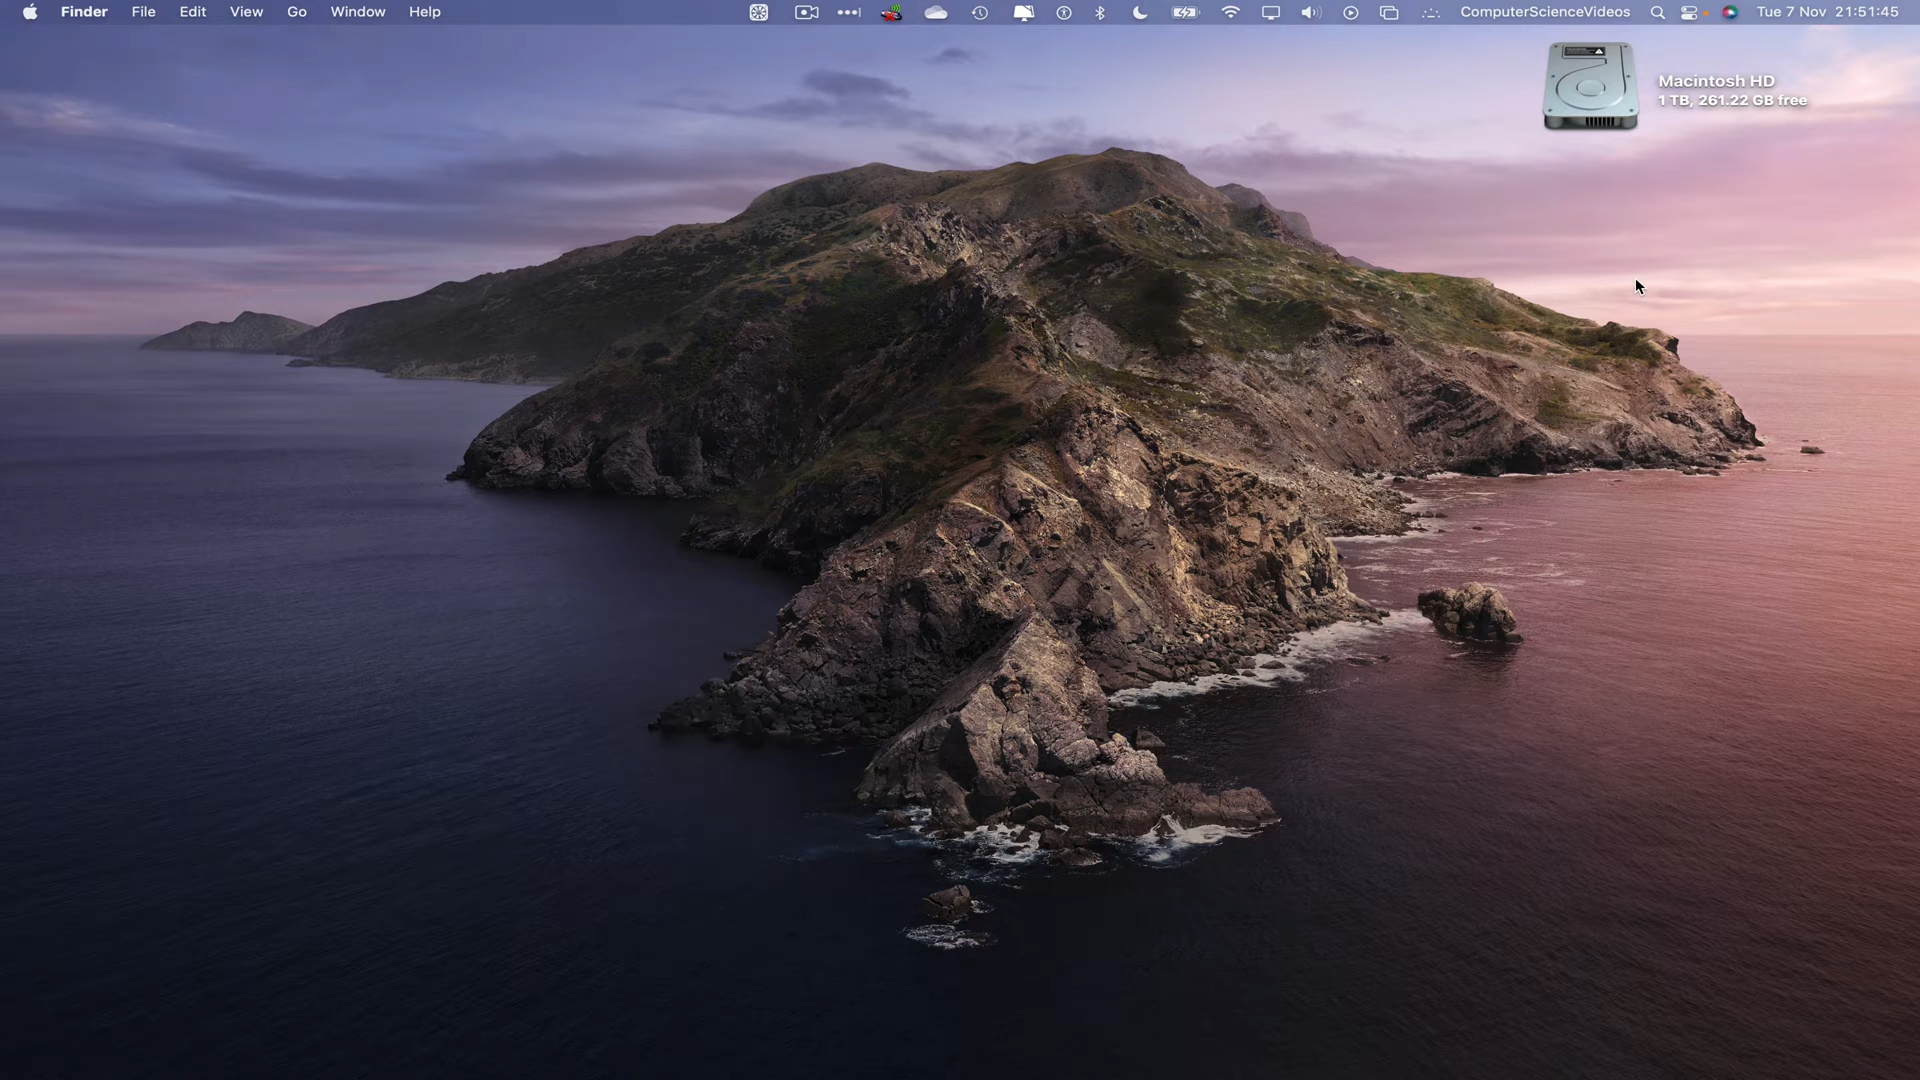 Finder File Edit View Go Window Help ComputerScienceVideos Tue 7 Nov 21:51:45
Macintosh HD
1 TB, 261.22 GB free